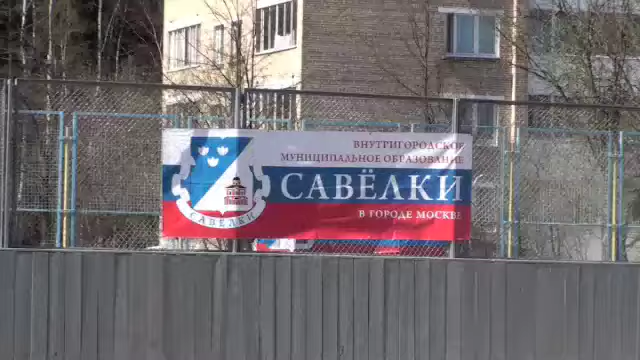 ВНУТРИГОРОДСКОЕ
МУНИЦИПАЛЬНОЕ ОБРАЗОВАНИЕ
САВЁЛКИ
В ГОРОДЕ МОСКВЕ
САВЁЛКИ